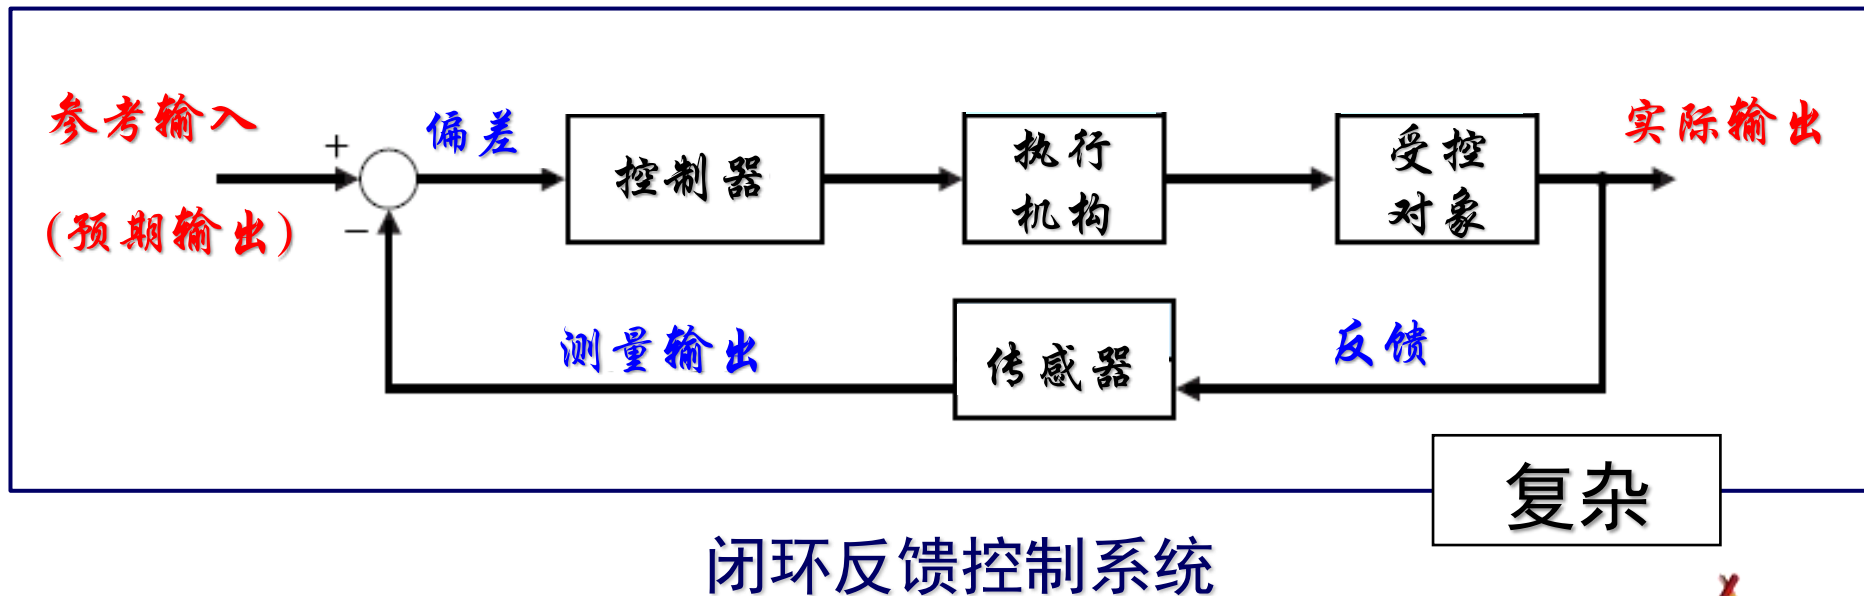 参考输入
(预期输出)
+
−
偏差
控制器
执行
机构
受控
对象
实际输出
测量输出
传感器
反馈
复杂
闭环反馈控制系统